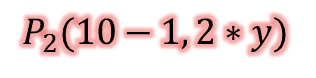 P₂(10 − 1, 2 * y)